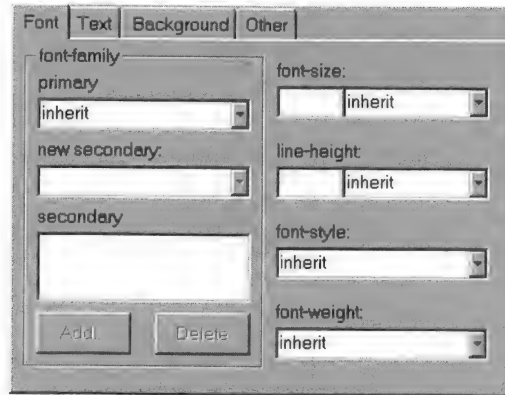 Font Text Background Other
font-family
primary
inherit
new secondary:
secondary
Add! Delete
font-size:
inherit
line-height:
inherit
font-style:
inherit
font-weight:
inherit